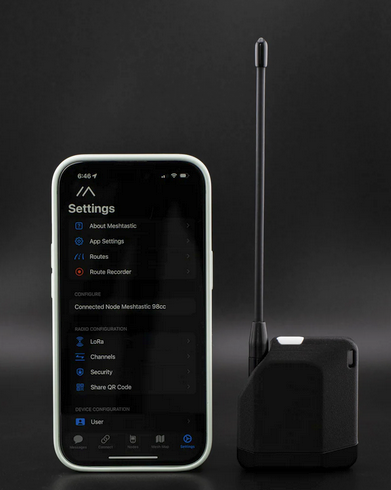 6:46
Settings
About Meshtastic
App Settings
Routes
Route Recorder
CONFIGURE
Connected Node Meshtastic 98cc
RADIO CONFIGURATION
LoRa
Channels
Security
Share QR Code
DEVICE CONFIGURATION
User
Messages
Connect
Nodes
Mesh Map
Settings